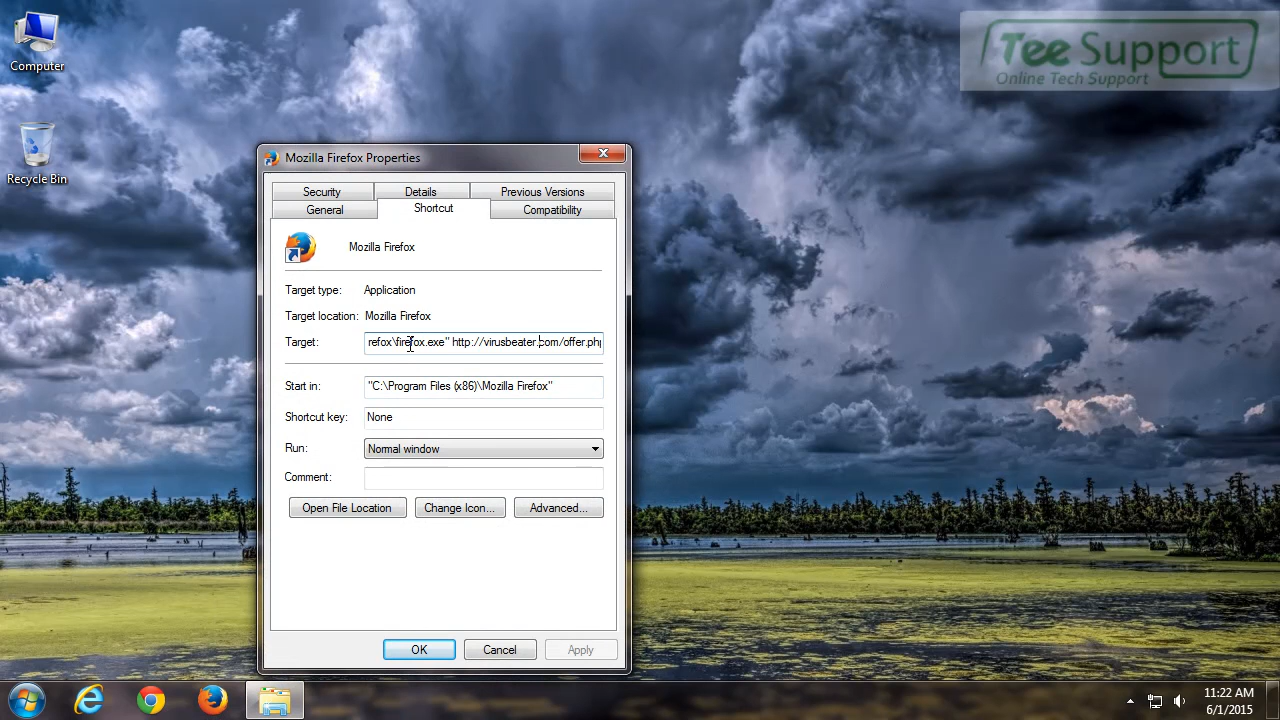 Computer
Recycle Bin
Tee Support
Online Tech Support
Mozilla Firefox Properties
Security
Details
Previous Versions
General
Shortcut
Compatibility
Mozilla Firefox
Target type: Application
Target location: Mozilla Firefox
Target: refox\firefox.exe" http://virusbeater.com/offer.php
Start in: "C:\Program Files (x86)\Mozilla Firefox"
Shortcut key: None
Run: Normal window
Comment:
Open File Location
Change Icon...
Advanced...
OK
Cancel
Apply
11:22 AM
6/1/2015